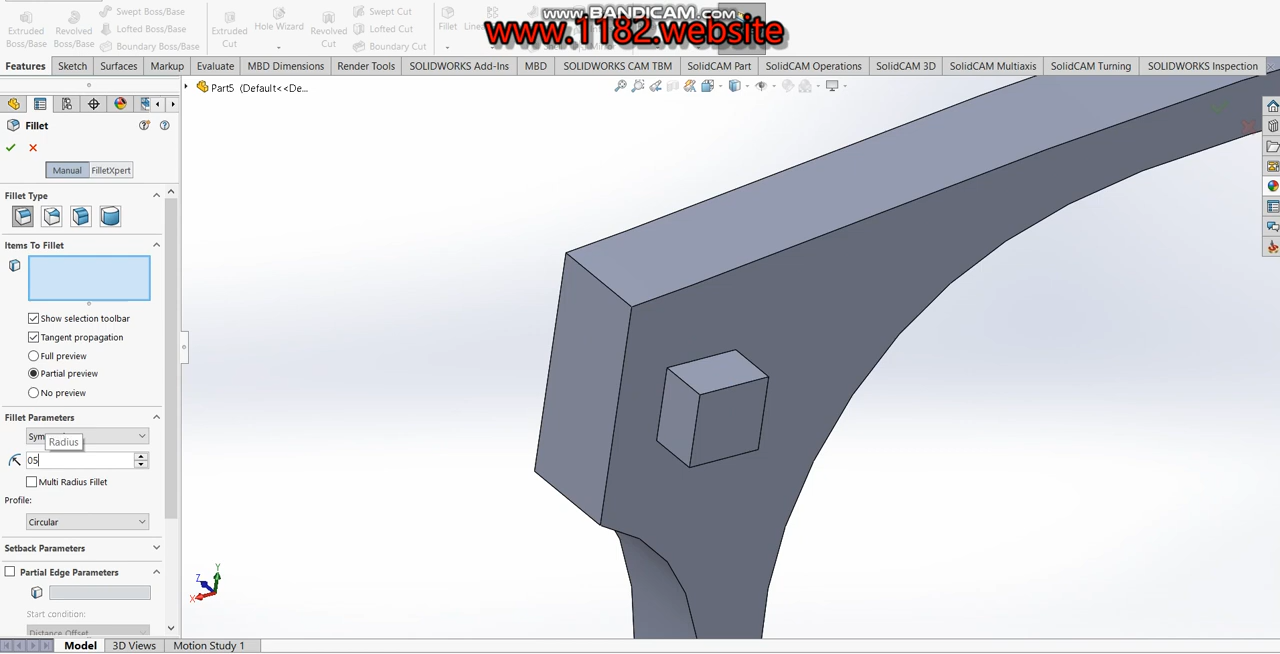 www.BANDICAM.com
www.1182.website
Extruded Boss/Base
Revolved Boss/Base
Swept Boss/Base
Lofted Boss/Base
Boundary Boss/Base
Extruded Cut
Hole Wizard
Revolved Cut
Swept Cut
Lofted Cut
Boundary Cut
Fillet
Features Sketch Surfaces Markup Evaluate MBD Dimensions Render Tools SOLIDWORKS Add-Ins MBD SOLIDWORKS CAM TBM SolidCAM Part SolidCAM Operations SolidCAM 3D SolidCAM Multiaxis SolidCAM Turning SOLIDWORKS Inspection
Part5 (Default<<De...
Fillet
Manual FilletXpert
Fillet Type
Items To Fillet
Show selection toolbar
Tangent propagation
Full preview
Partial preview
No preview
Fillet Parameters
Sym
Radius
05
Multi Radius Fillet
Profile:
Circular
Setback Parameters
Partial Edge Parameters
Start condition:
Distance Offset
Y
Z
X
Model 3D Views Motion Study 1